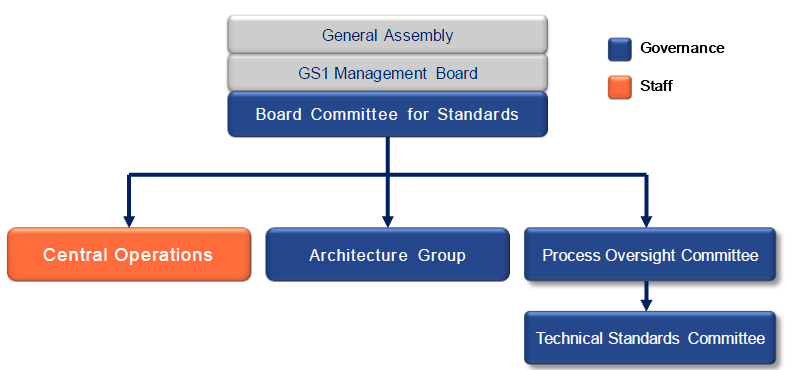 General Assembly
GS1 Management Board
Board Committee for Standards
Governance
Staff
Central Operations
Architecture Group
Process Oversight Committee
Technical Standards Committee